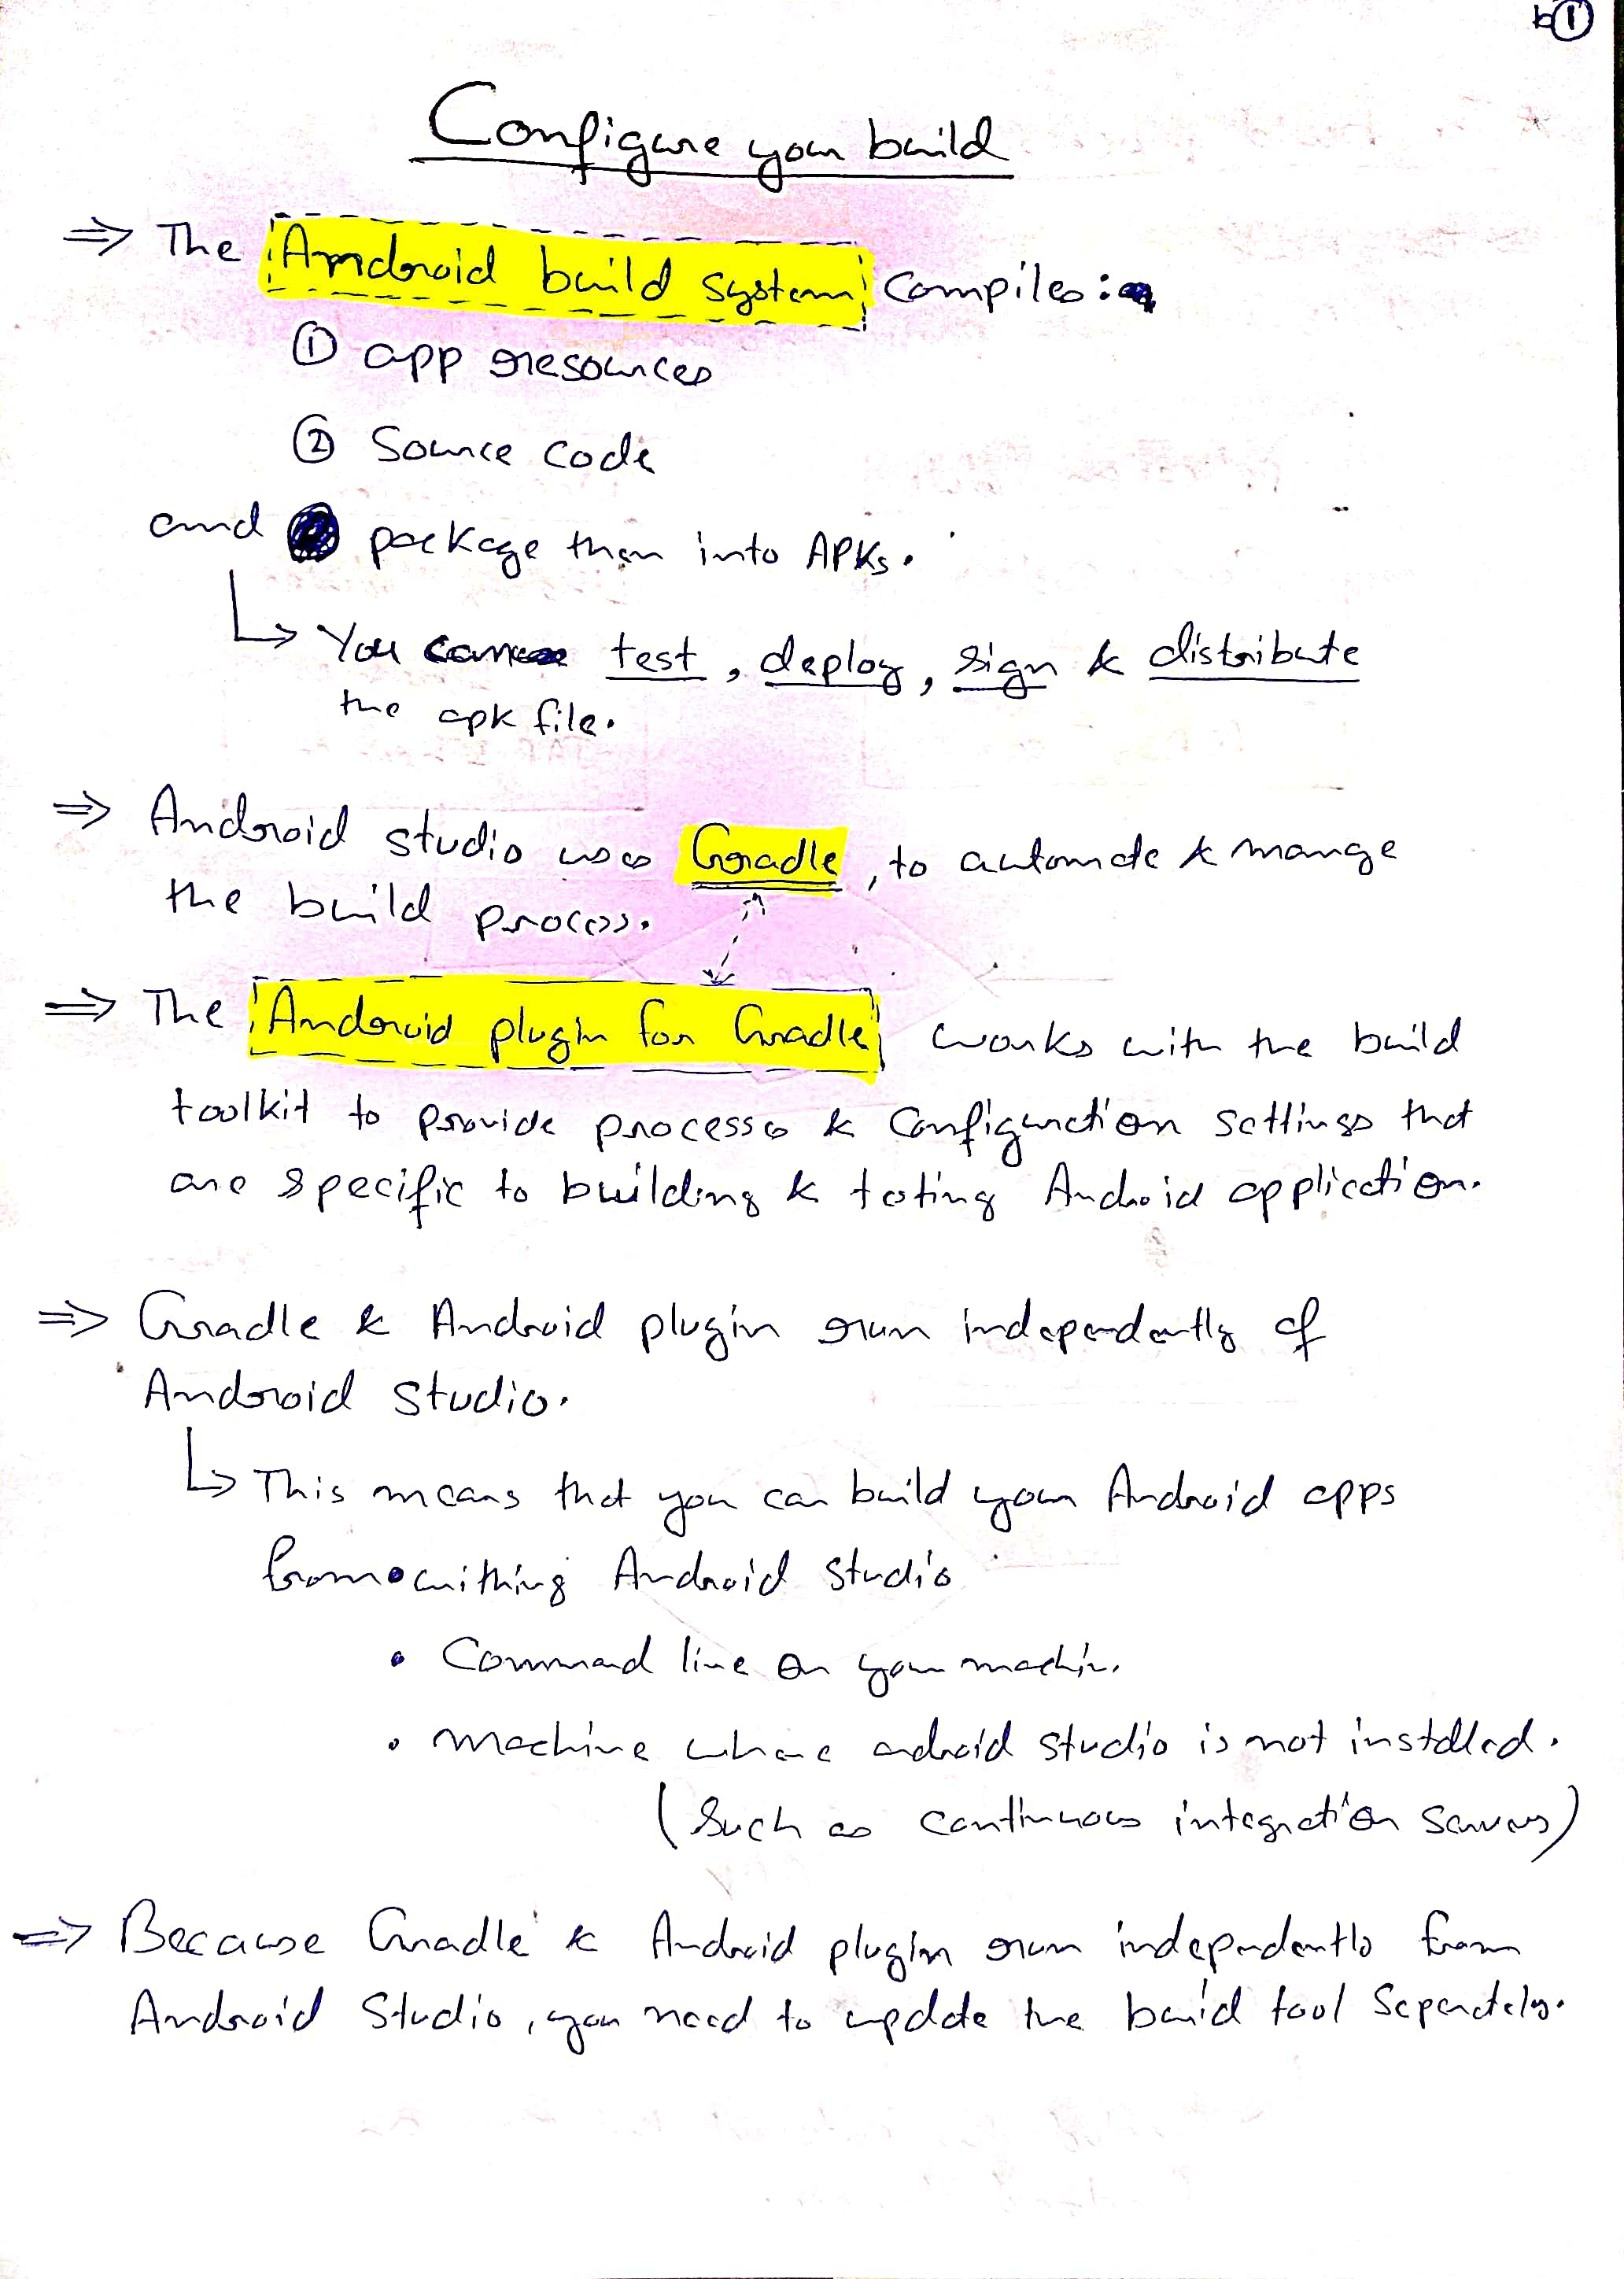 b①
Configure your build
⇒ The Android build system compiles :
① app resources
② Source code
and package them into APKs.
↳ You can test, deploy, sign & distribute
the apk file.
⇒ Android studio uses Gradle, to automate & mange
the build process.
⇒ The Android plugin for Gradle works with the build
toolkit to provide processes & configuration settings that
are specific to building & testing Android application.
⇒ Gradle & Android plugin run independently of
Android Studio.
↳ This means that you can build your Android apps
from • withing Android studio
• Command line on your machin.
• machine where android studio is not installed.
(Such as continuous integration servers)
⇒ Because Gradle & Android plugin run independently from
Android Studio, you need to update the build tool Seperately.